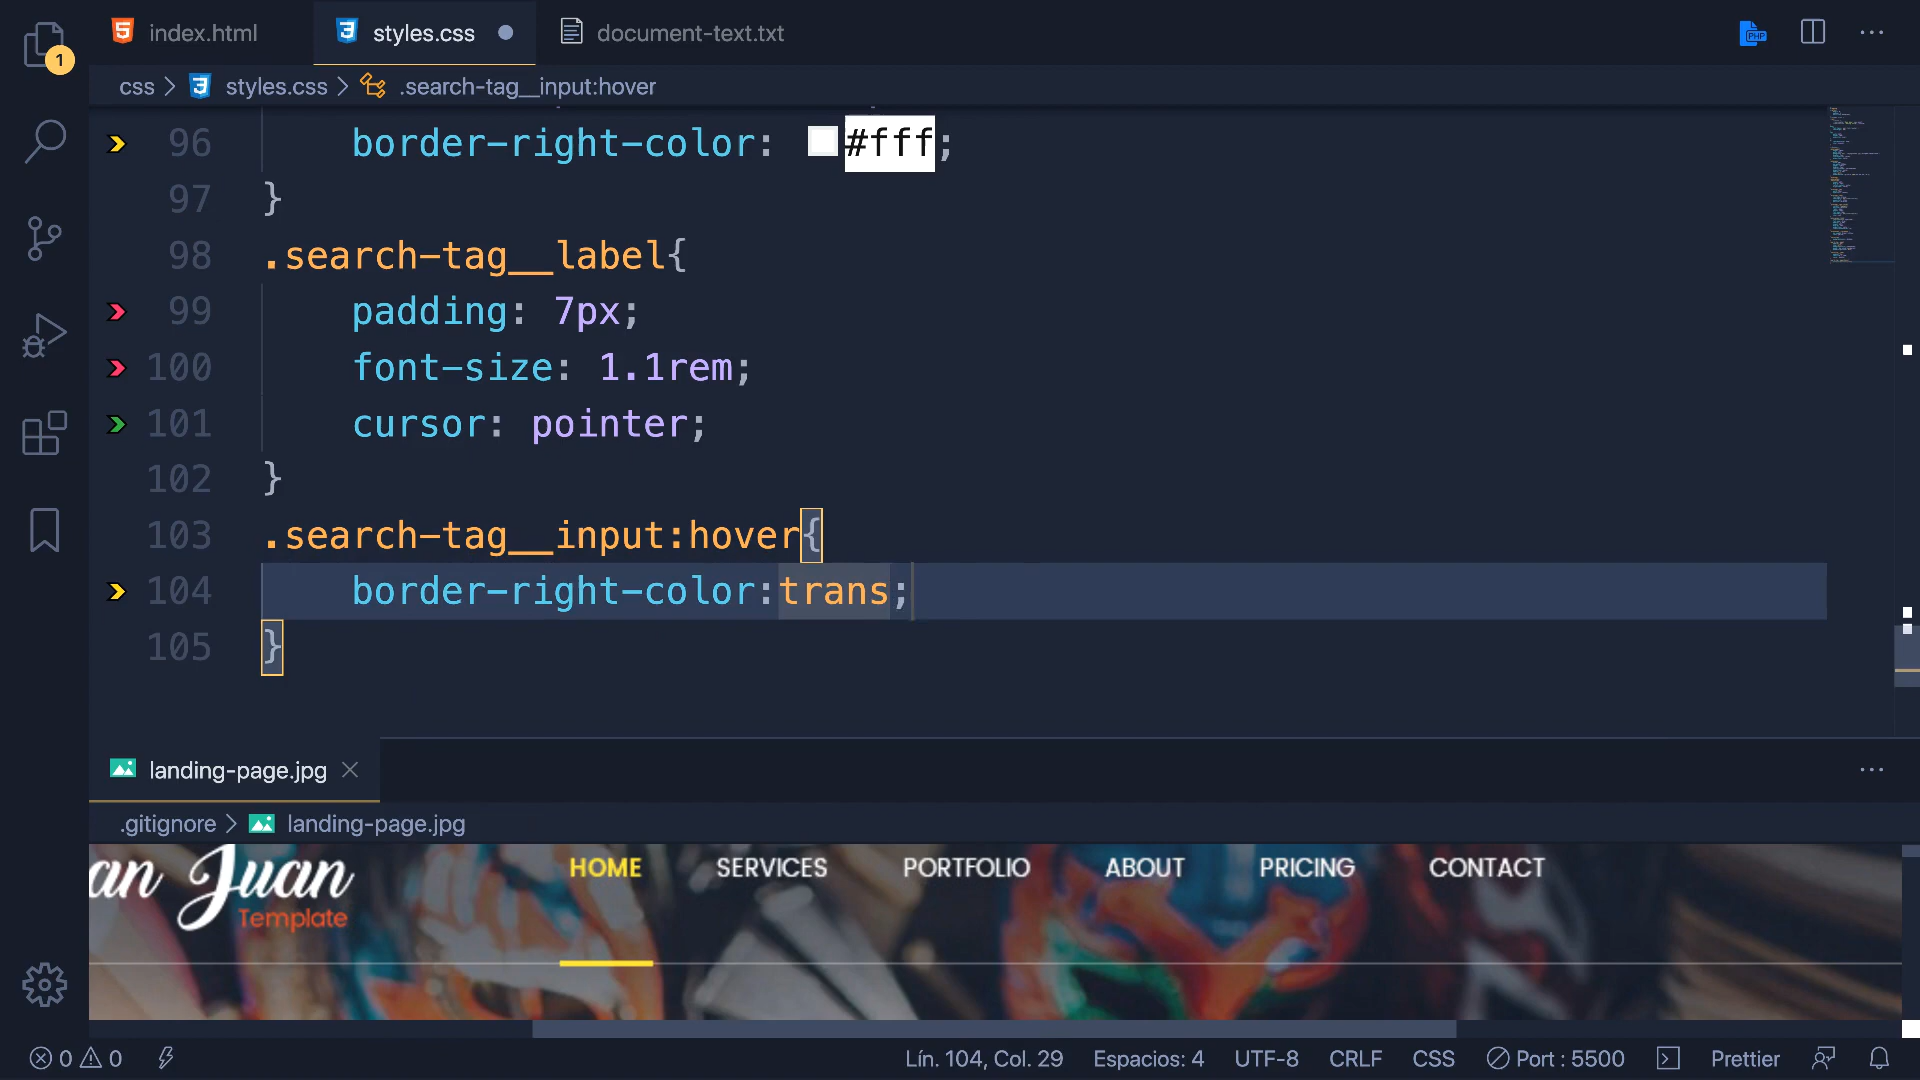 1
index.html
styles.css
document-text.txt
PHP
css > styles.css > .search-tag__input:hover
96 border-right-color: #fff;
97 }
98 .search-tag__label{
99 padding: 7px;
100 font-size: 1.1rem;
101 cursor: pointer;
102 }
103 .search-tag__input:hover{
104 border-right-color:trans;
105 }
landing-page.jpg
.gitignore > landing-page.jpg
an Juan
Template
HOME SERVICES PORTFOLIO ABOUT PRICING CONTACT
0 0 Lín. 104, Col. 29 Espacios: 4 UTF-8 CRLF CSS Port : 5500 Prettier